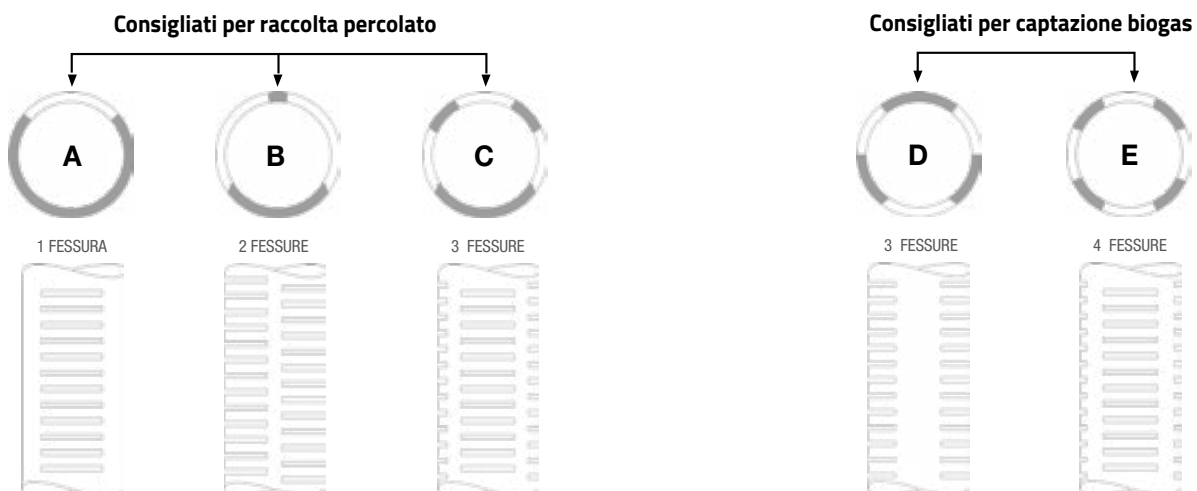 Consigliati per raccolta percolato
Consigliati per captazione biogas
A
B
C
D
E
1 FESSURA
2 FESSURE
3 FESSURE
3 FESSURE
4 FESSURE